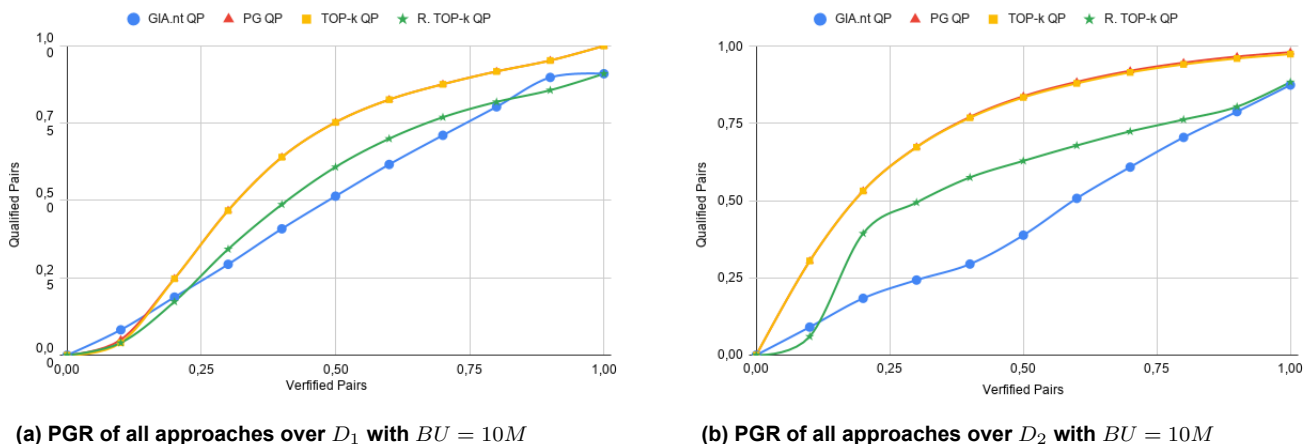 GIA.nt QP PG QP TOP-k QP R. TOP-k QP
1,0
0
0,7
5
0,5
0
0,2
5
0,0
0
Qualified Pairs
0,00 0,25 0,50 0,75 1,00
Verfified Pairs
(a) PGR of all approaches over D1 with BU = 10M
GIA.nt QP PG QP TOP-k QP R. TOP-k QP
1,00
0,75
0,50
0,25
0,00
Qualified Pairs
0,00 0,25 0,50 0,75 1,00
Verfified Pairs
(b) PGR of all approaches over D2 with BU = 10M